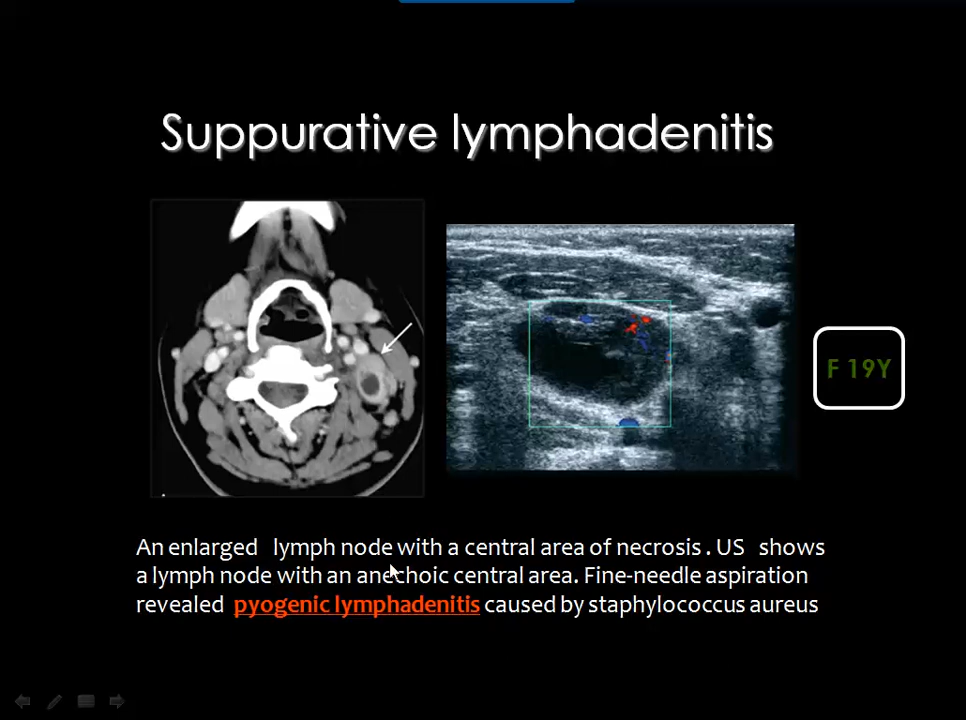 Suppurative lymphadenitis
F 19Y
An enlarged lymph node with a central area of necrosis . US shows
a lymph node with an anechoic central area. Fine-needle aspiration
revealed pyogenic lymphadenitis caused by staphylococcus aureus